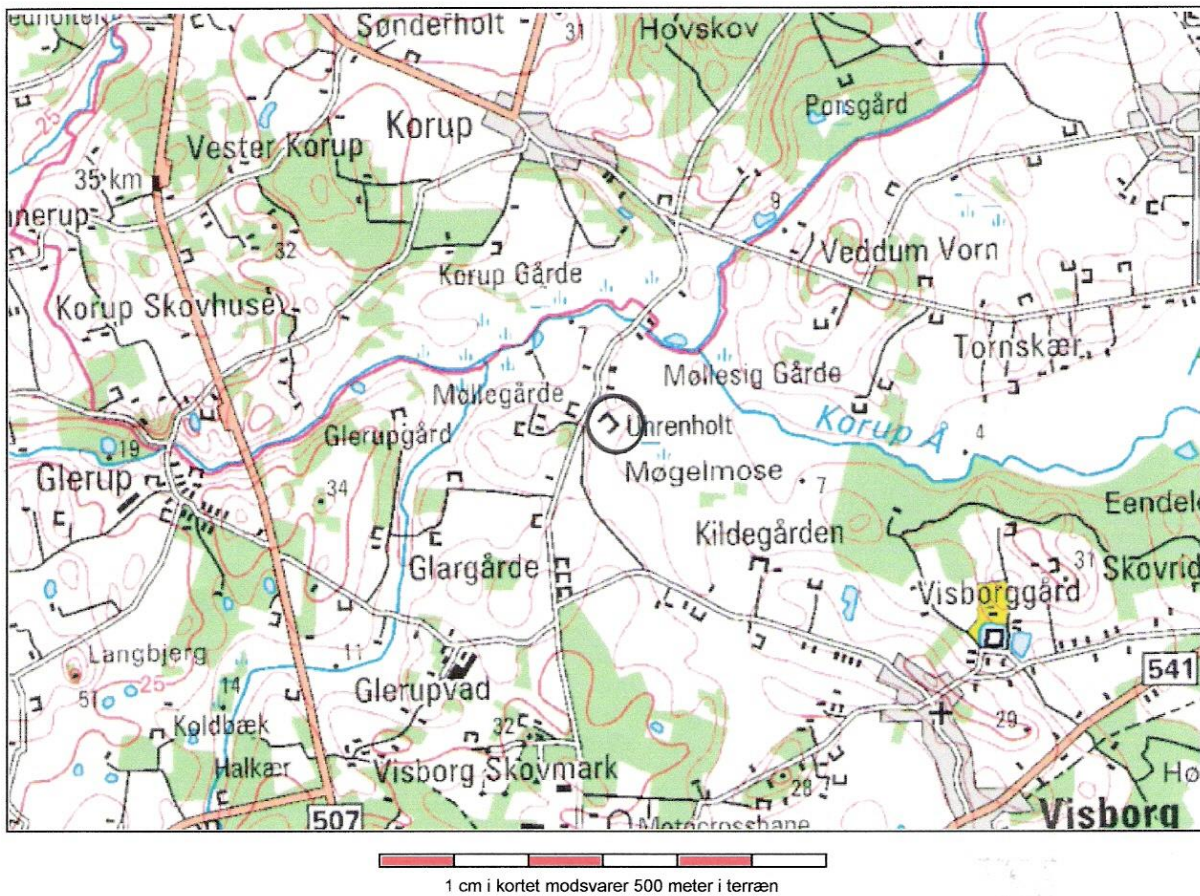 Sønderholt
31
Hovskov
Ponsgård
Korup
25
Vester Korup
35 km
nnerup
9
32
Veddum Vorn
Korup Gårde
Korup Skovhuse
7
Tornskær
Møllesig Gårde
Møllegårde
Uhrenholt
Korup Å
4
Glerupgård
19
Møgelmose
7
Glerup
34
Eendele
Kildegården
Glargårde
31
Skovrid
Visborggård
Langbjerg
11
541
51
25
14
Glerupvad
29
Koldbæk
32
Halkær
Visborg Skovmark
28
Hø
507
Motocrossbane
Visborg
1 cm i kortet modsvarer 500 meter i terræn